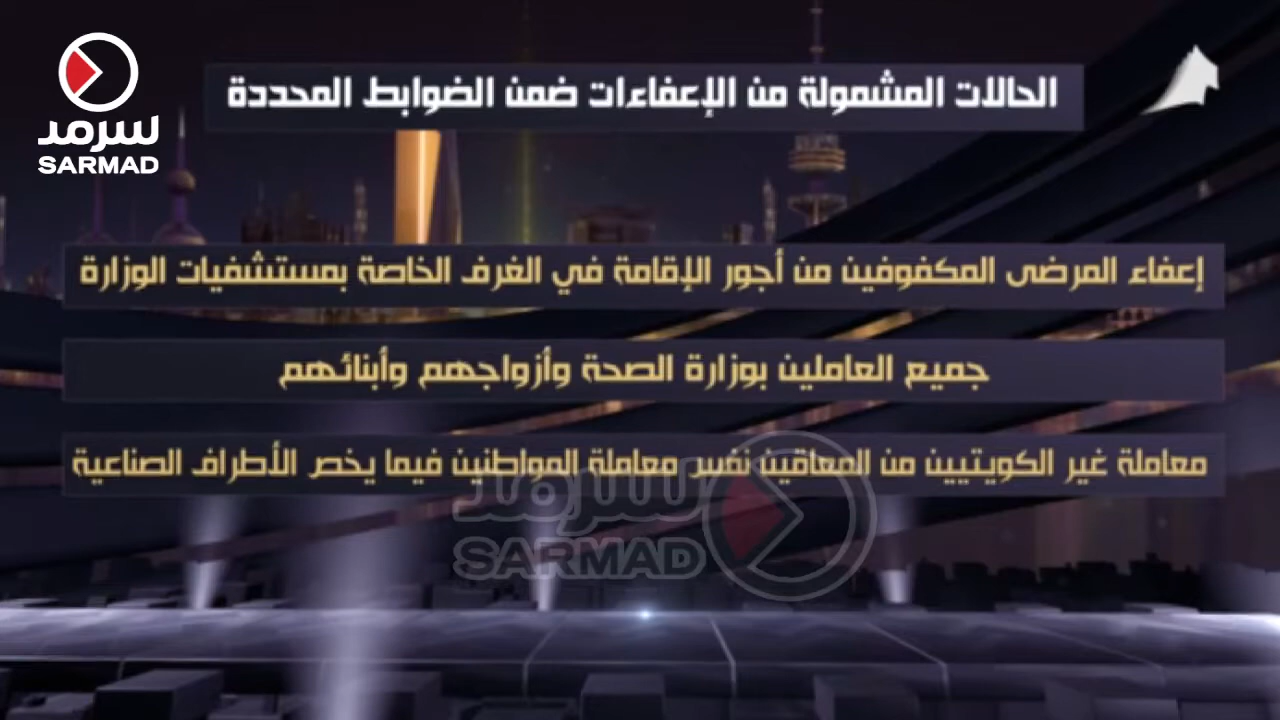 سرمد
SARMAD
الحالات المشمولة من الإعفاءات ضمن الضوابط المحددة
إعفاء المرضى المكفوفين من أجور الإقامة في الغرف الخاصة بمستشفيات الوزارة
جميع العاملين بوزارة الصحة وأزواجهم وأبنائهم
معاملة غير الكويتيين من المعاقين نفس معاملة المواطنين فيما يخص الأطراف الصناعية
سرمد
SARMAD